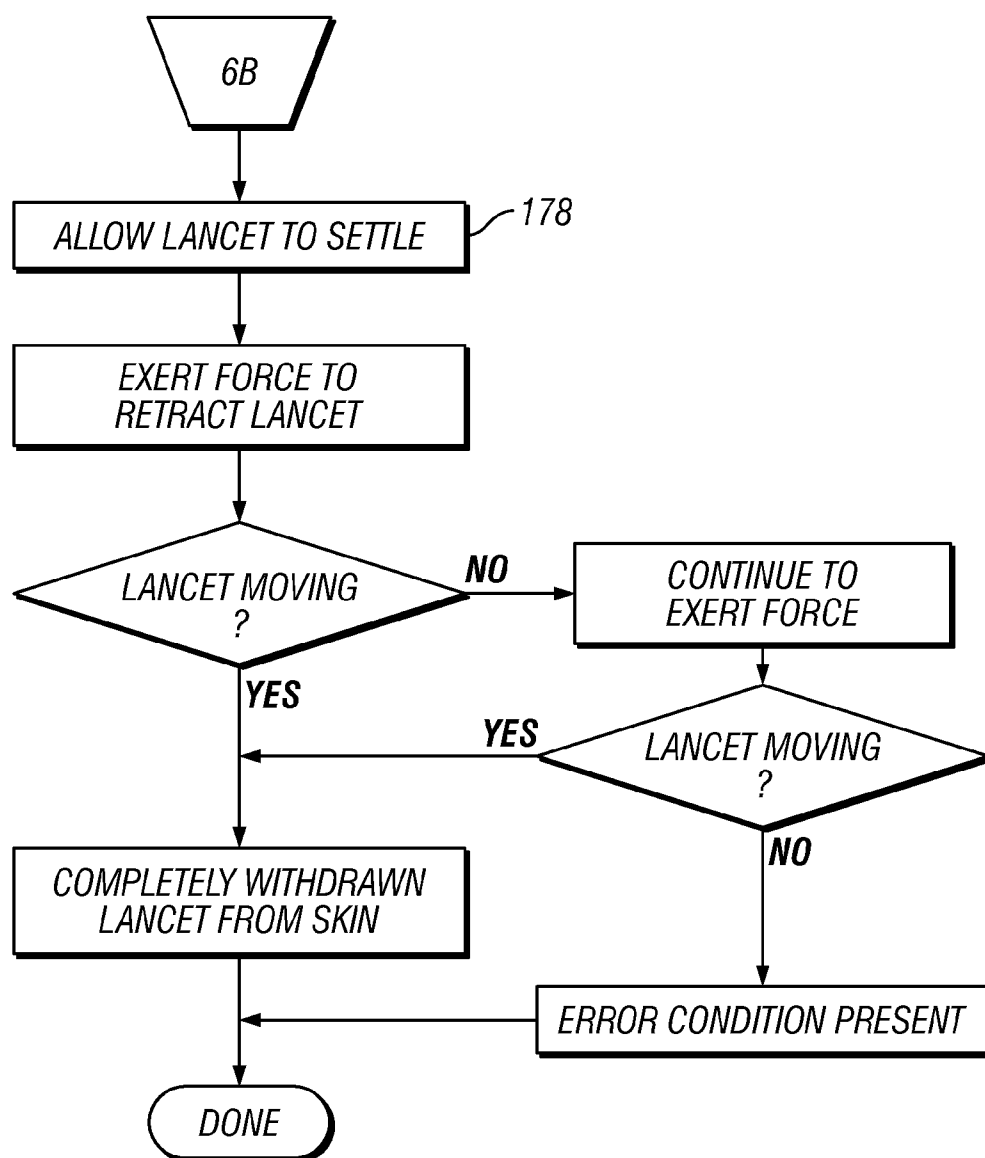 6B
ALLOW LANCET TO SETTLE
178
EXERT FORCE TO
RETRACT LANCET
LANCET MOVING
?
NO
CONTINUE TO
EXERT FORCE
YES
YES
LANCET MOVING
?
NO
COMPLETELY WITHDRAWN
LANCET FROM SKIN
ERROR CONDITION PRESENT
DONE